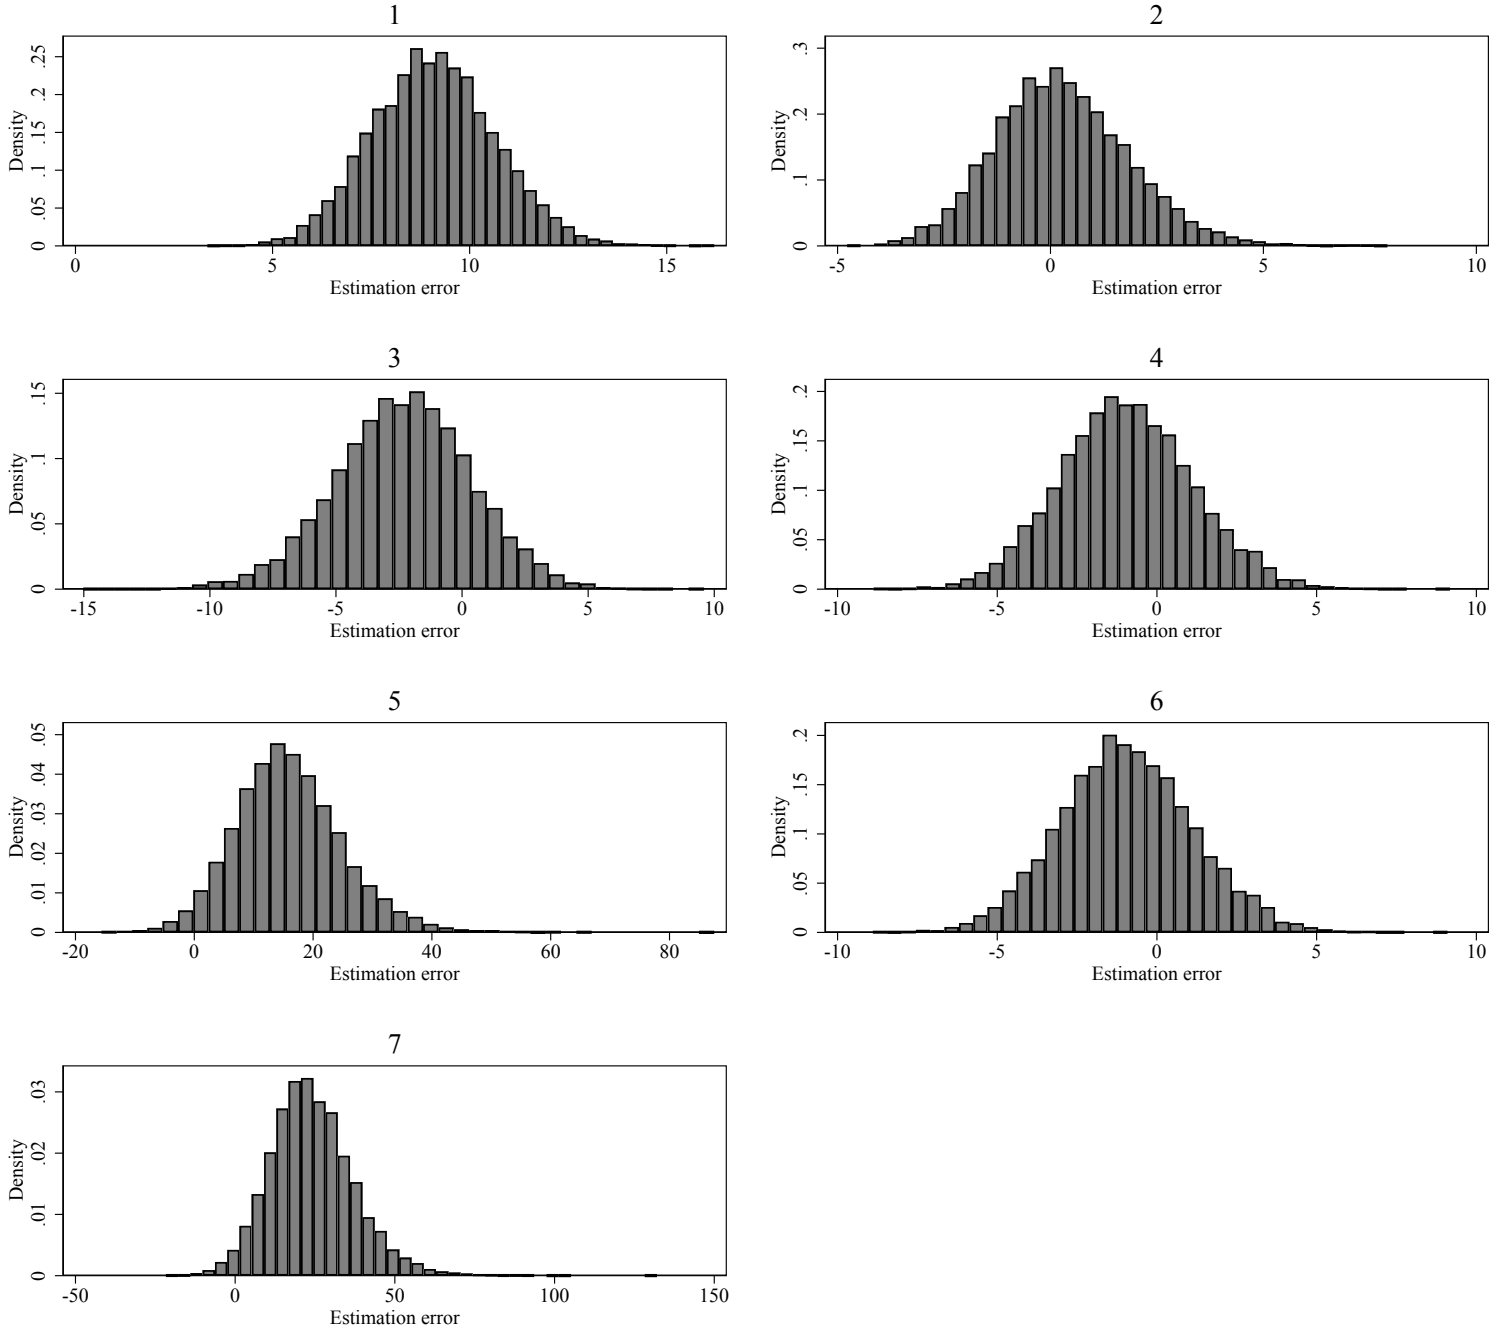 1
Density
0 .05 .1 .15 .2 .25
0 5 10 15
Estimation error
2
Density
0 .1 .2 .3
-5 0 5 10
Estimation error
3
Density
0 .05 .1 .15
-15 -10 -5 0 5 10
Estimation error
4
Density
0 .05 .1 .15 .2
-10 -5 0 5 10
Estimation error
5
Density
0 .01 .02 .03 .04 .05
-20 0 20 40 60 80
Estimation error
6
Density
0 .05 .1 .15 .2
-10 -5 0 5 10
Estimation error
7
Density
0 .01 .02 .03
-50 0 50 100 150
Estimation error